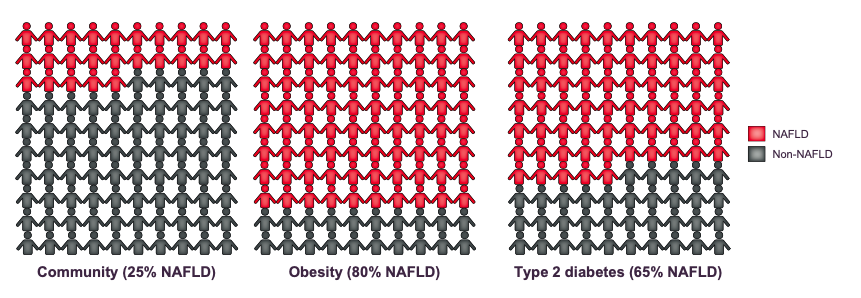 NAFLD
Non-NAFLD
Community (25% NAFLD)
Obesity (80% NAFLD)
Type 2 diabetes (65% NAFLD)